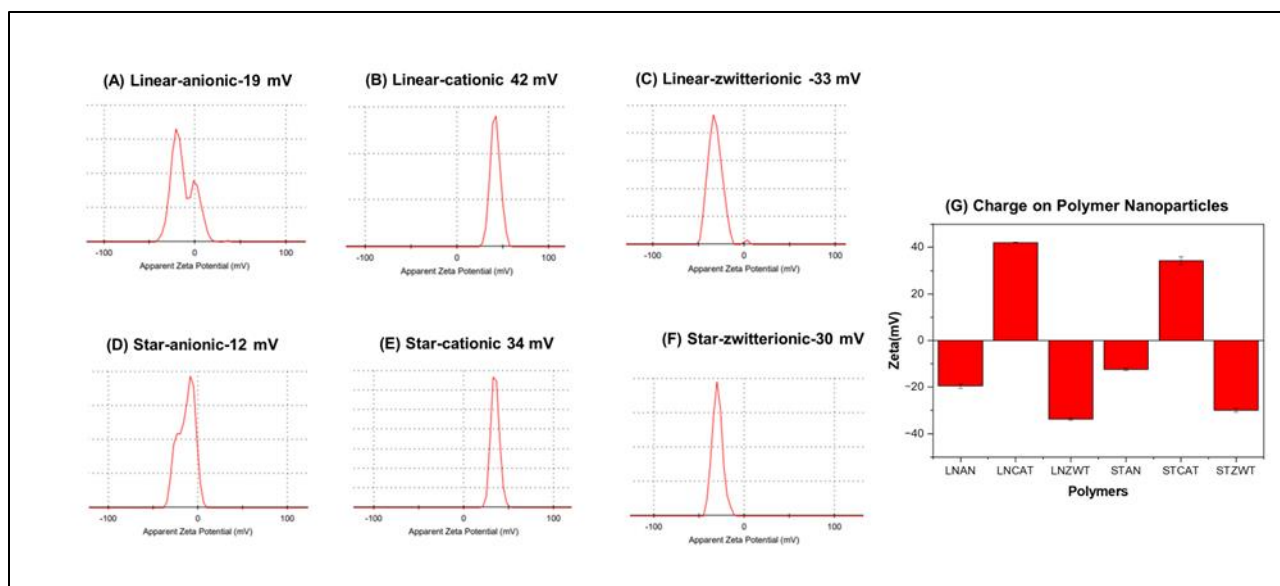 (A) Linear-anionic-19 mV
-100 0 100
Apparent Zeta Potential (mV)
(B) Linear-cationic 42 mV
-100 0 100
Apparent Zeta Potential (mV)
(C) Linear-zwitterionic -33 mV
-100 0 100
Apparent Zeta Potential (mV)
(D) Star-anionic-12 mV
-100 0 100
Apparent Zeta Potential (mV)
(E) Star-cationic 34 mV
-100 0 100
Apparent Zeta Potential (mV)
(F) Star-zwitterionic-30 mV
-100 0 100
Apparent Zeta Potential (mV)
(G) Charge on Polymer Nanoparticles
Zeta(mV)
40
20
0
−20
−40
LNAN LNCAT LNZWT STAN STCAT STZWT
Polymers